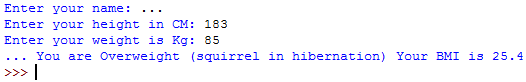 Enter your name: ...
Enter your height in CM: 183
Enter your weight is Kg: 85
... You are Overweight (squirrel in hibernation) Your BMI is 25.4
>>>